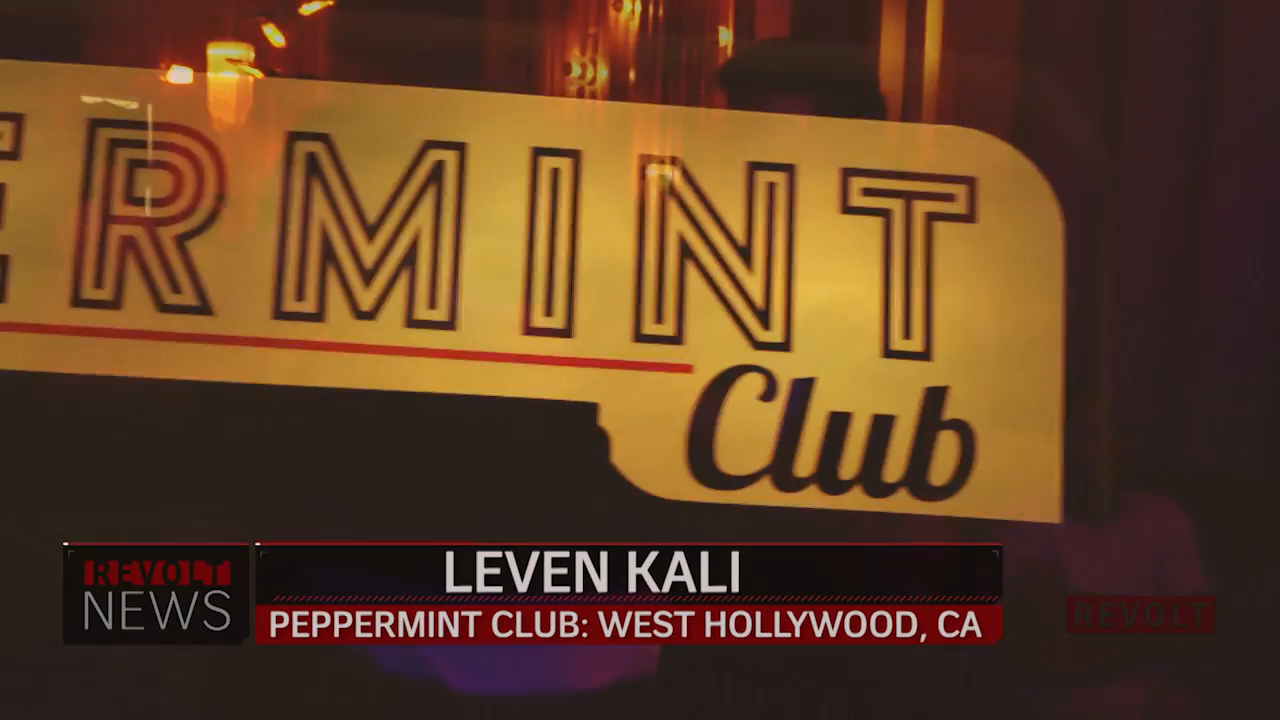 ERMINT
Club
REVOLT
NEWS
LEVEN KALI
PEPPERMINT CLUB: WEST HOLLYWOOD, CA
REVOLT